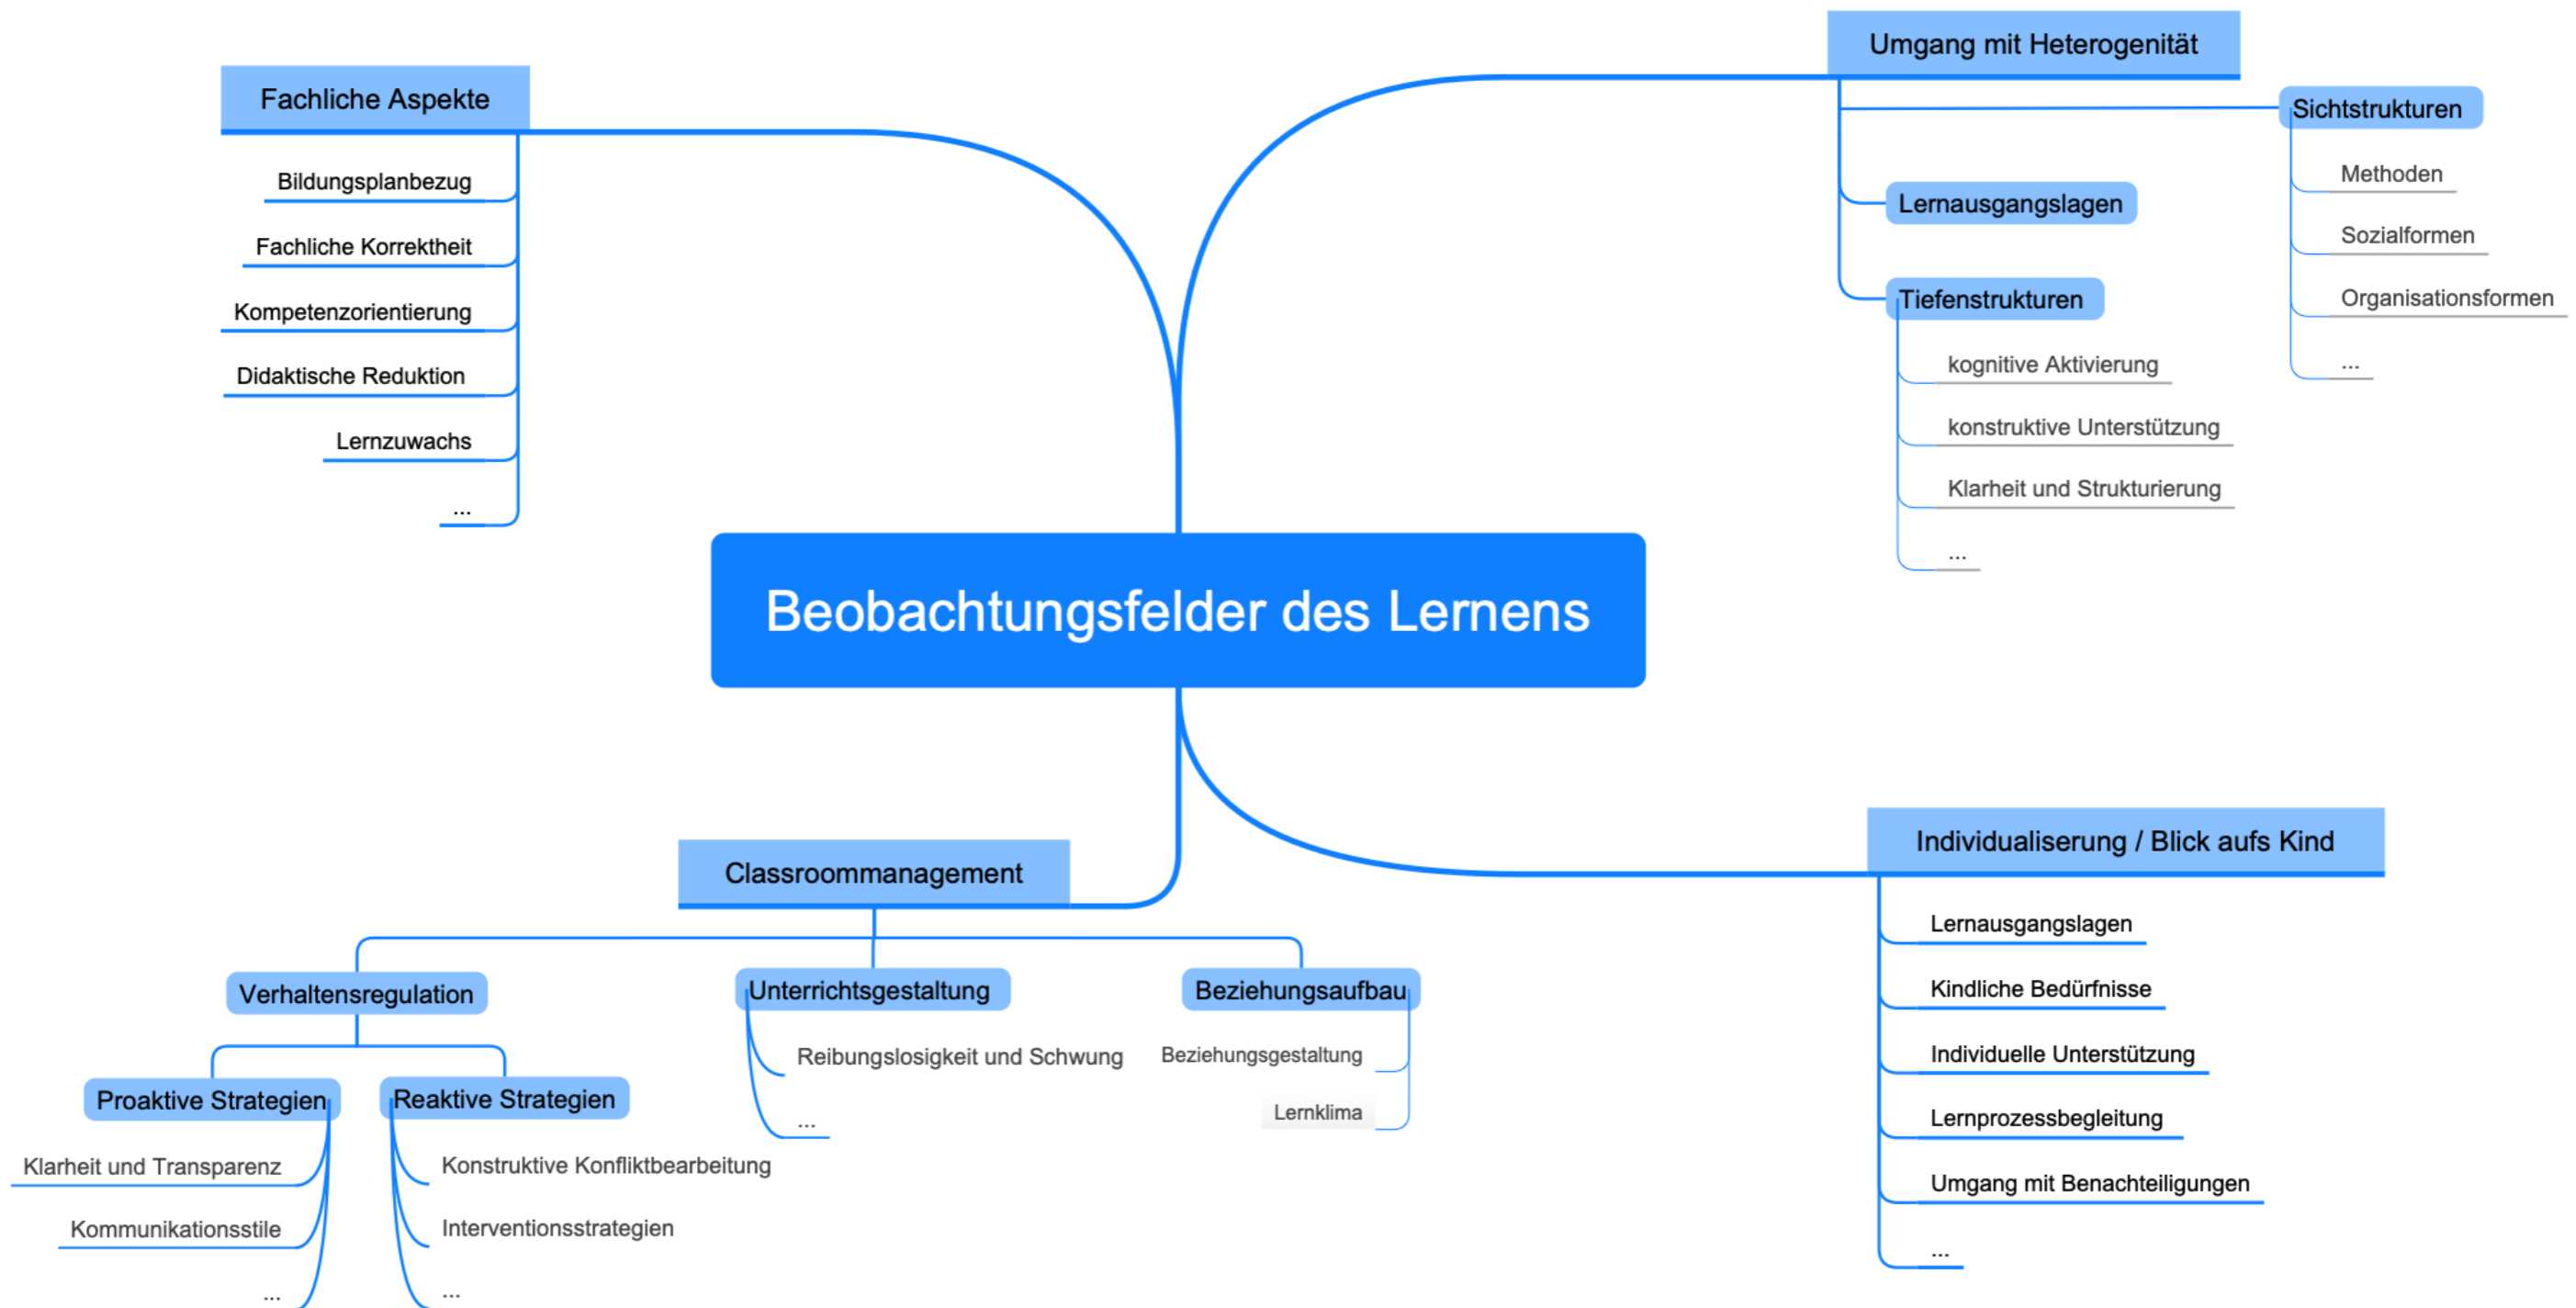 Beobachtungsfelder des Lernens
Fachliche Aspekte
Bildungsplanbezug
Fachliche Korrektheit
Kompetenzorientierung
Didaktische Reduktion
Lernzuwachs
...
Umgang mit Heterogenität
Sichtstrukturen
Methoden
Sozialformen
Organisationsformen
...
Lernausgangslagen
Tiefenstrukturen
kognitive Aktivierung
konstruktive Unterstützung
Klarheit und Strukturierung
...
Classroommanagement
Verhaltensregulation
Proaktive Strategien
Klarheit und Transparenz
Kommunikationsstile
...
Reaktive Strategien
Konstruktive Konfliktbearbeitung
Interventionsstrategien
...
Unterrichtsgestaltung
Reibungslosigkeit und Schwung
...
Beziehungsaufbau
Beziehungsgestaltung
Lernklima
Individualiserung / Blick aufs Kind
Lernausgangslagen
Kindliche Bedürfnisse
Individuelle Unterstützung
Lernprozessbegleitung
Umgang mit Benachteiligungen
...